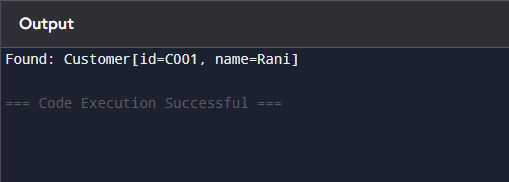 Output
Found: Customer[id=C001, name=Rani]
=== Code Execution Successful ===